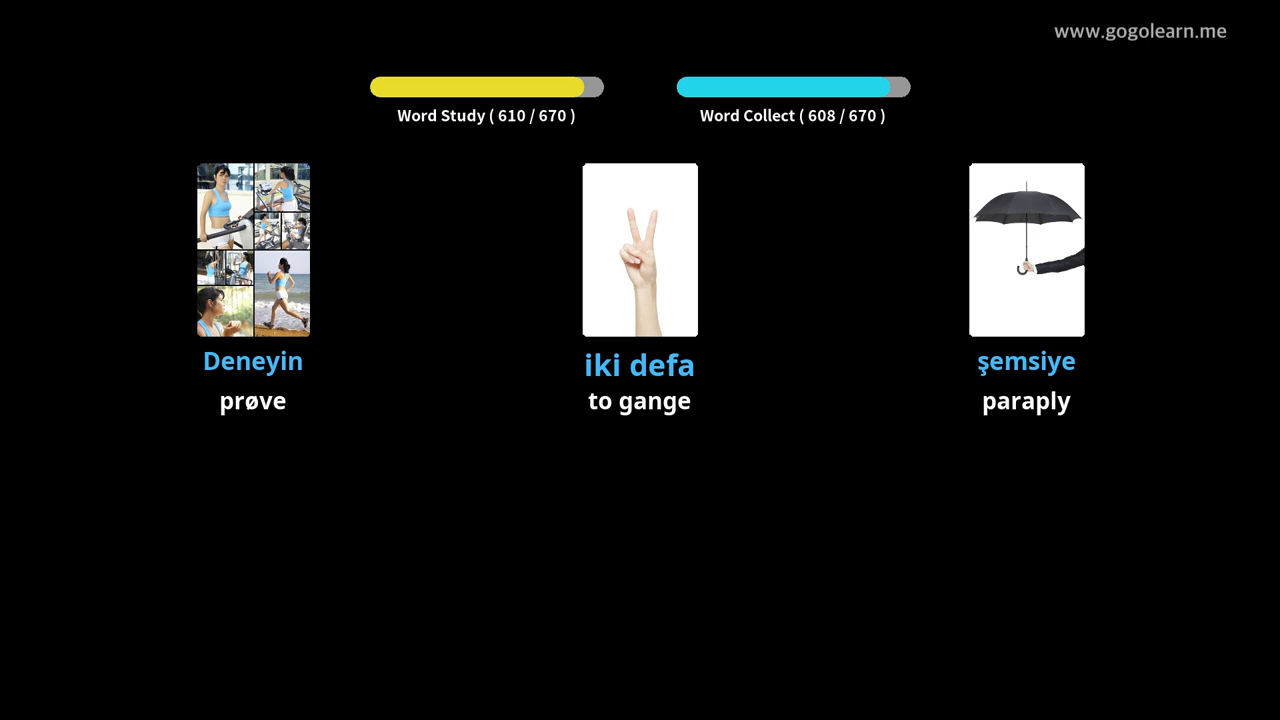 www.gogolearn.me
Word Study ( 610 / 670 )
Word Collect ( 608 / 670 )
Deneyin
prøve
iki defa
to gange
şemsiye
paraply